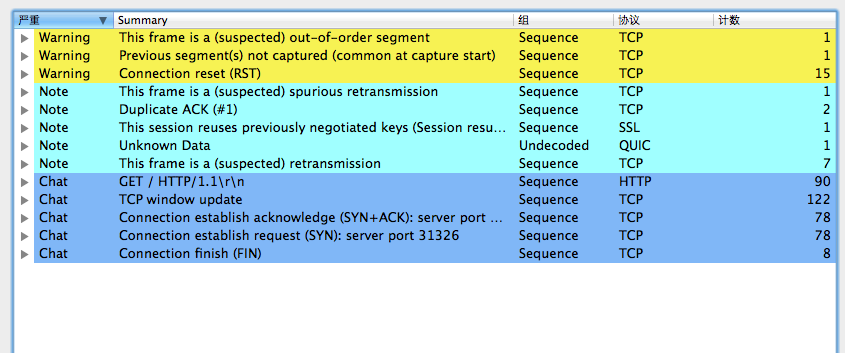 严重 Summary 组 协议 计数
Warning This frame is a (suspected) out-of-order segment Sequence TCP 1
Warning Previous segment(s) not captured (common at capture start) Sequence TCP 1
Warning Connection reset (RST) Sequence TCP 15
Note This frame is a (suspected) spurious retransmission Sequence TCP 1
Note Duplicate ACK (#1) Sequence TCP 2
Note This session reuses previously negotiated keys (Session resu... Sequence SSL 1
Note Unknown Data Undecoded QUIC 1
Note This frame is a (suspected) retransmission Sequence TCP 7
Chat GET / HTTP/1.1\r\n Sequence HTTP 90
Chat TCP window update Sequence TCP 122
Chat Connection establish acknowledge (SYN+ACK): server port ... Sequence TCP 78
Chat Connection establish request (SYN): server port 31326 Sequence TCP 78
Chat Connection finish (FIN) Sequence TCP 8